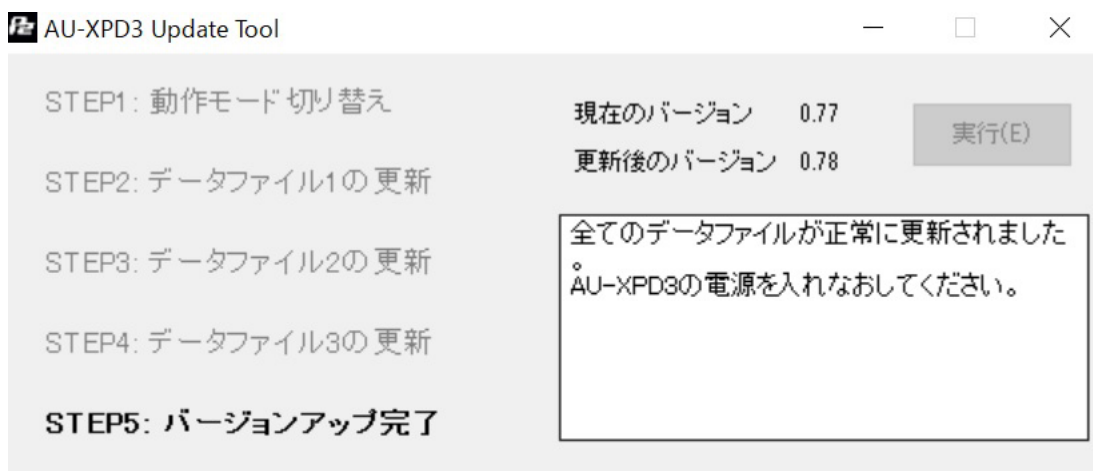 P2 AU-XPD3 Update Tool
STEP1: 動作モード切り替え
STEP2: データファイル1の更新
STEP3: データファイル2の更新
STEP4: データファイル3の更新
STEP5: バージョンアップ完了
現在のバージョン 0.77
更新後のバージョン 0.78
実行(E)
全てのデータファイルが正常に更新されました
。
AU-XPD3の電源を入れなおしてください。